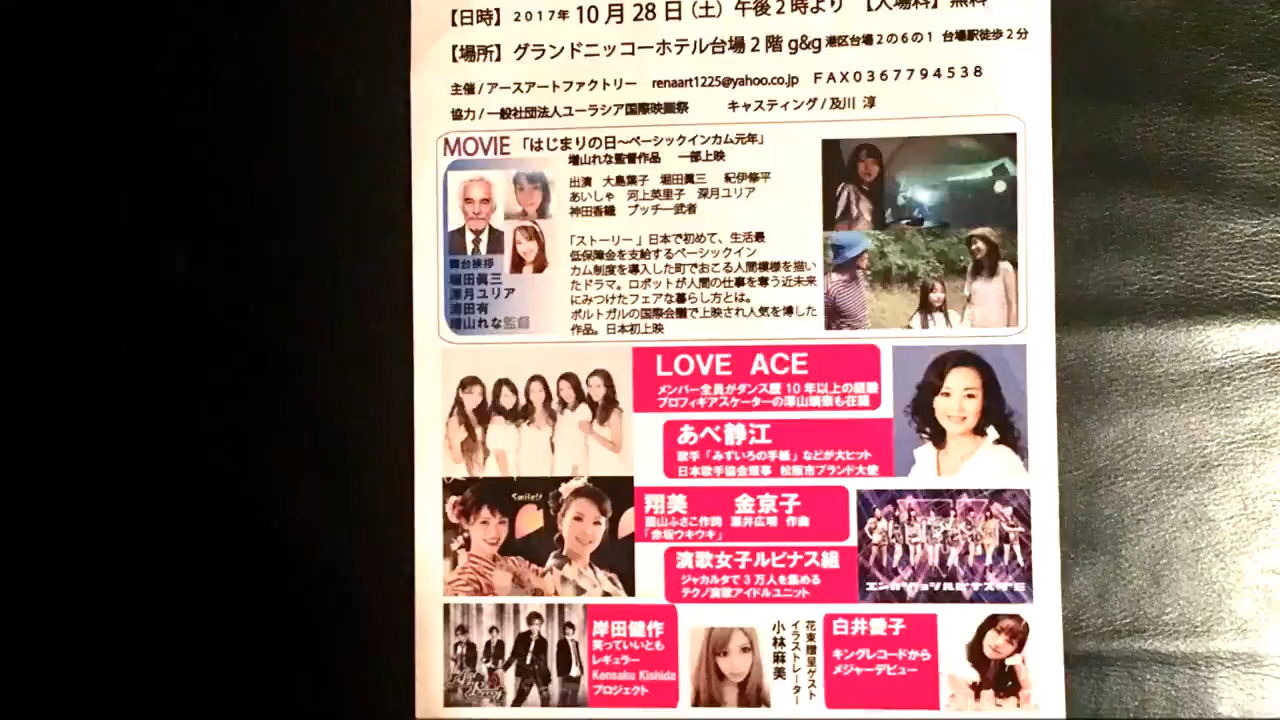 【日時】2017年 10月28日（土）午後2時より 【入場料】無料
【場所】グランドニッコーホテル台場2階 g&g 港区台場2の6の1 台場駅徒歩2分
主催/アースアートファクトリー renaart1225@yahoo.co.jp FAX0367794538
協力/一般社団法人ユーラシア国際映画祭 キャスティング/及川 淳
MOVIE 「はじまりの日〜ベーシックインカム元年」
増山れな監督作品 一部上映
出演 大島葉子 堀田眞三 紀伊修平
あいしゃ 河上英里子 深月ユリア
神田香織 ブッチー武者
「ストーリー」日本で初めて、生活最
低保障金を支給するベーシックイン
カム制度を導入した町でおこる人間模様を描い
たドラマ。ロボットが人間の仕事を奪う近未来
にみつけたフェアな暮らし方とは。
ポルトガルの国際会議で上映され人気を博した
作品。日本初上映
舞台挨拶
堀田眞三
深月ユリア
増山れな監督
LOVE ACE
メンバー全員がダンス歴10年以上の経験
プロフィギアスケーターの澤山璃奈も在籍
あべ静江
歌手「みずいろの手紙」などが大ヒット
日本歌手協会理事 松阪市ブランド大使
Smile!!
翔美 金京子
作詞 作曲
「赤坂ウキウキ」
演歌女子ルピナス組
ジャカルタで3万人を集める
テクノ演歌アイドルユニット
岸田健作
笑っていいとも
レギュラー
Kensaku Kishida
プロジェクト
花束贈呈ゲスト
イラストレーター
小林麻美
白井愛子
キングレコードから
メジャーデビュー